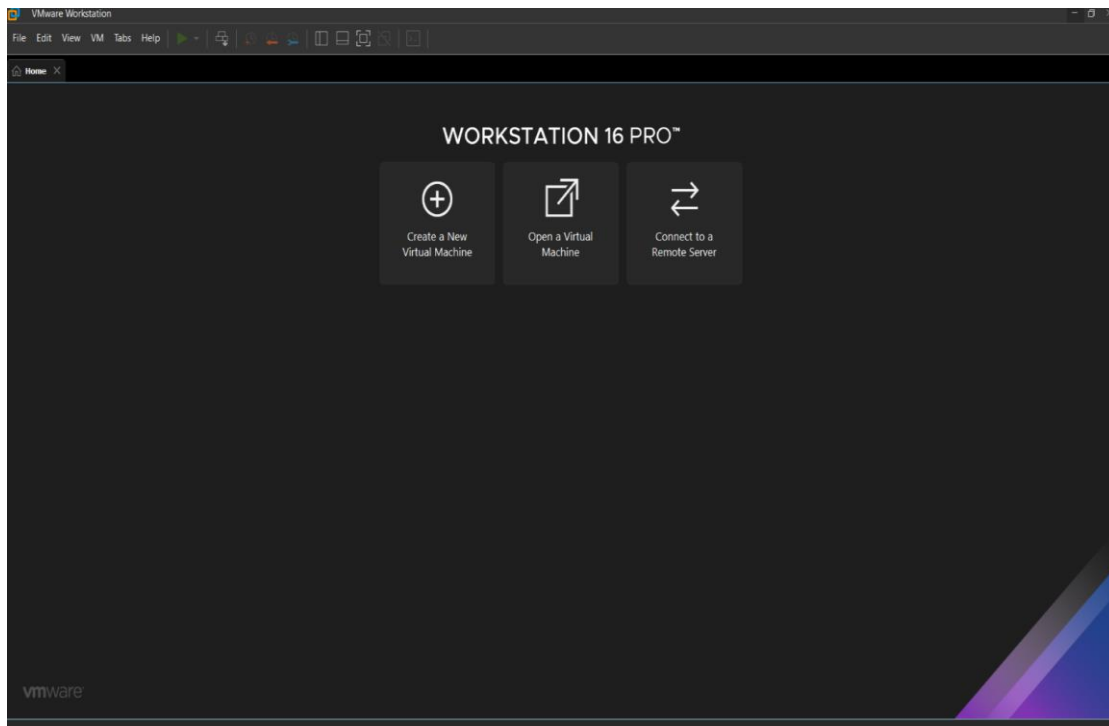 VMware Workstation
File Edit View VM Tabs Help
Home
WORKSTATION 16 PRO™
Create a New
Virtual Machine
Open a Virtual
Machine
Connect to a
Remote Server
vmware